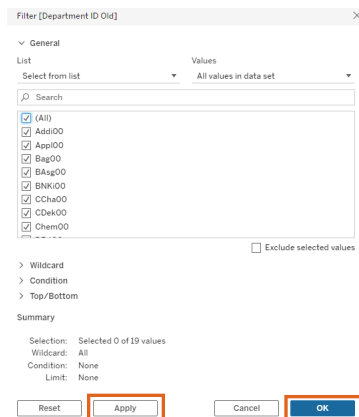 Filter [Department ID Old]
General
List Values
Select from list All values in data set
Search
(All)
Addi00
Appl00
Bag00
BAsg00
BNKi00
CCha00
CDek00
Chem00
Exclude selected values
Wildcard
Condition
Top/Bottom
Summary
Selection: Selected 0 of 19 values
Wildcard: All
Condition: None
Limit: None
Reset Apply Cancel OK